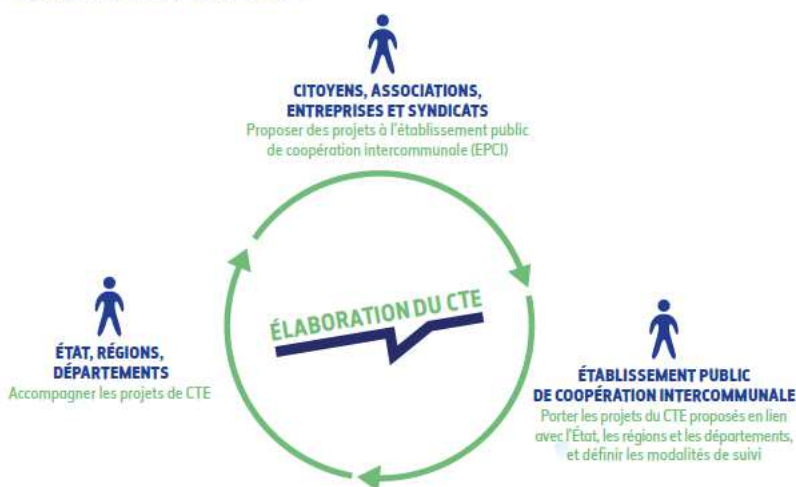 CITOYENS, ASSOCIATIONS,
ENTREPRISES ET SYNDICATS
Proposer des projets à l'établissement public
de coopération intercommunale (EPCI)
ÉLABORATION DU CTE
ÉTAT, RÉGIONS,
DÉPARTEMENTS
Accompagner les projets de CTE
ÉTABLISSEMENT PUBLIC
DE COOPÉRATION INTERCOMMUNALE
Porter les projets du CTE proposés en lien
avec l'État, les régions et les départements,
et définir les modalités de suivi